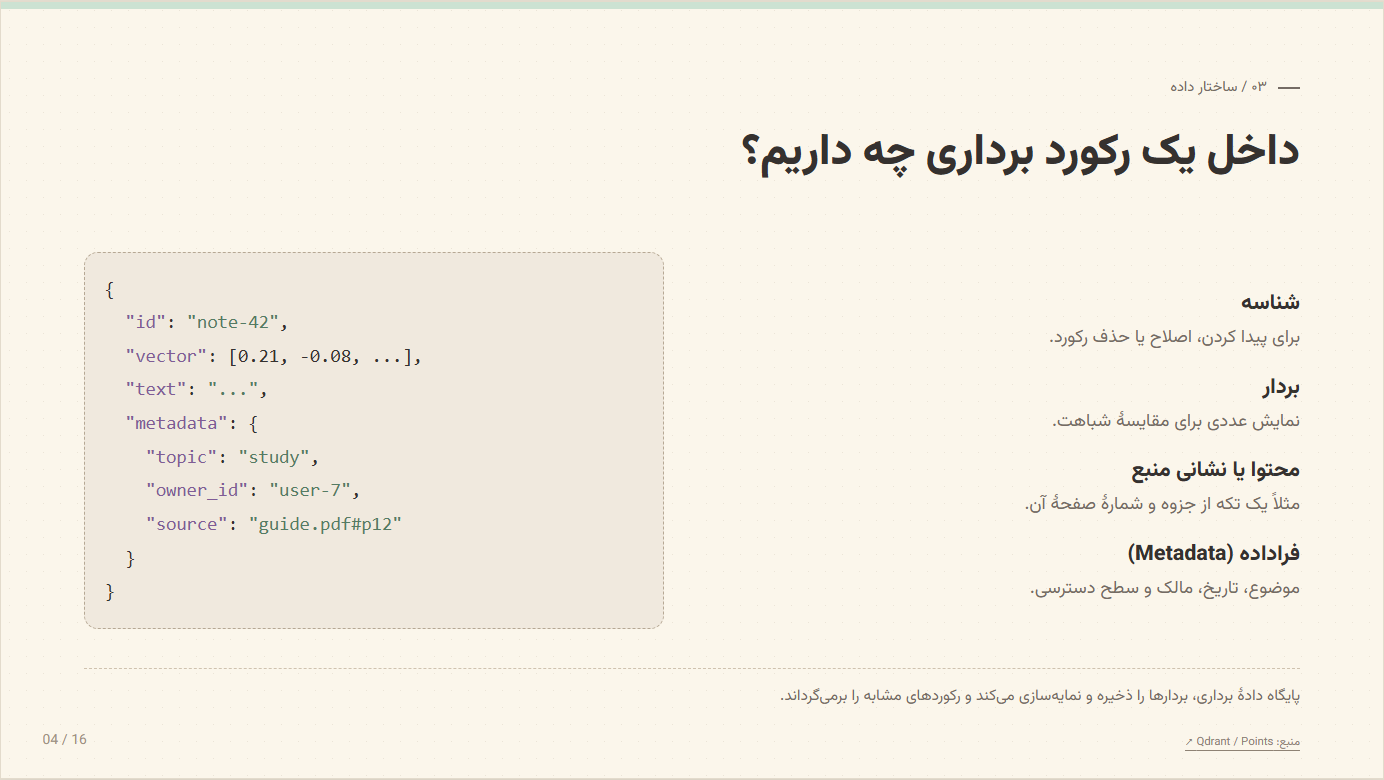 ۰۳ / ساختار داده
داخل یک رکورد برداری چه داریم؟
شناسه
برای پیدا کردن، اصلاح یا حذف رکورد.
بردار
نمایش عددی برای مقایسهٔ شباهت.
محتوا یا نشانی منبع
مثلاً یک تکه از جزوه و شمارهٔ صفحهٔ آن.
فراداده (Metadata)
موضوع، تاریخ، مالک و سطح دسترسی.
{
  "id": "note-42",
  "vector": [0.21, -0.08, ...],
  "text": "...",
  "metadata": {
    "topic": "study",
    "owner_id": "user-7",
    "source": "guide.pdf#p12"
  }
}
پایگاه دادهٔ برداری، بردارها را ذخیره و نمایه‌سازی می‌کند و رکوردهای مشابه را برمی‌گرداند.
منبع: Qdrant / Points ↗
04 / 16